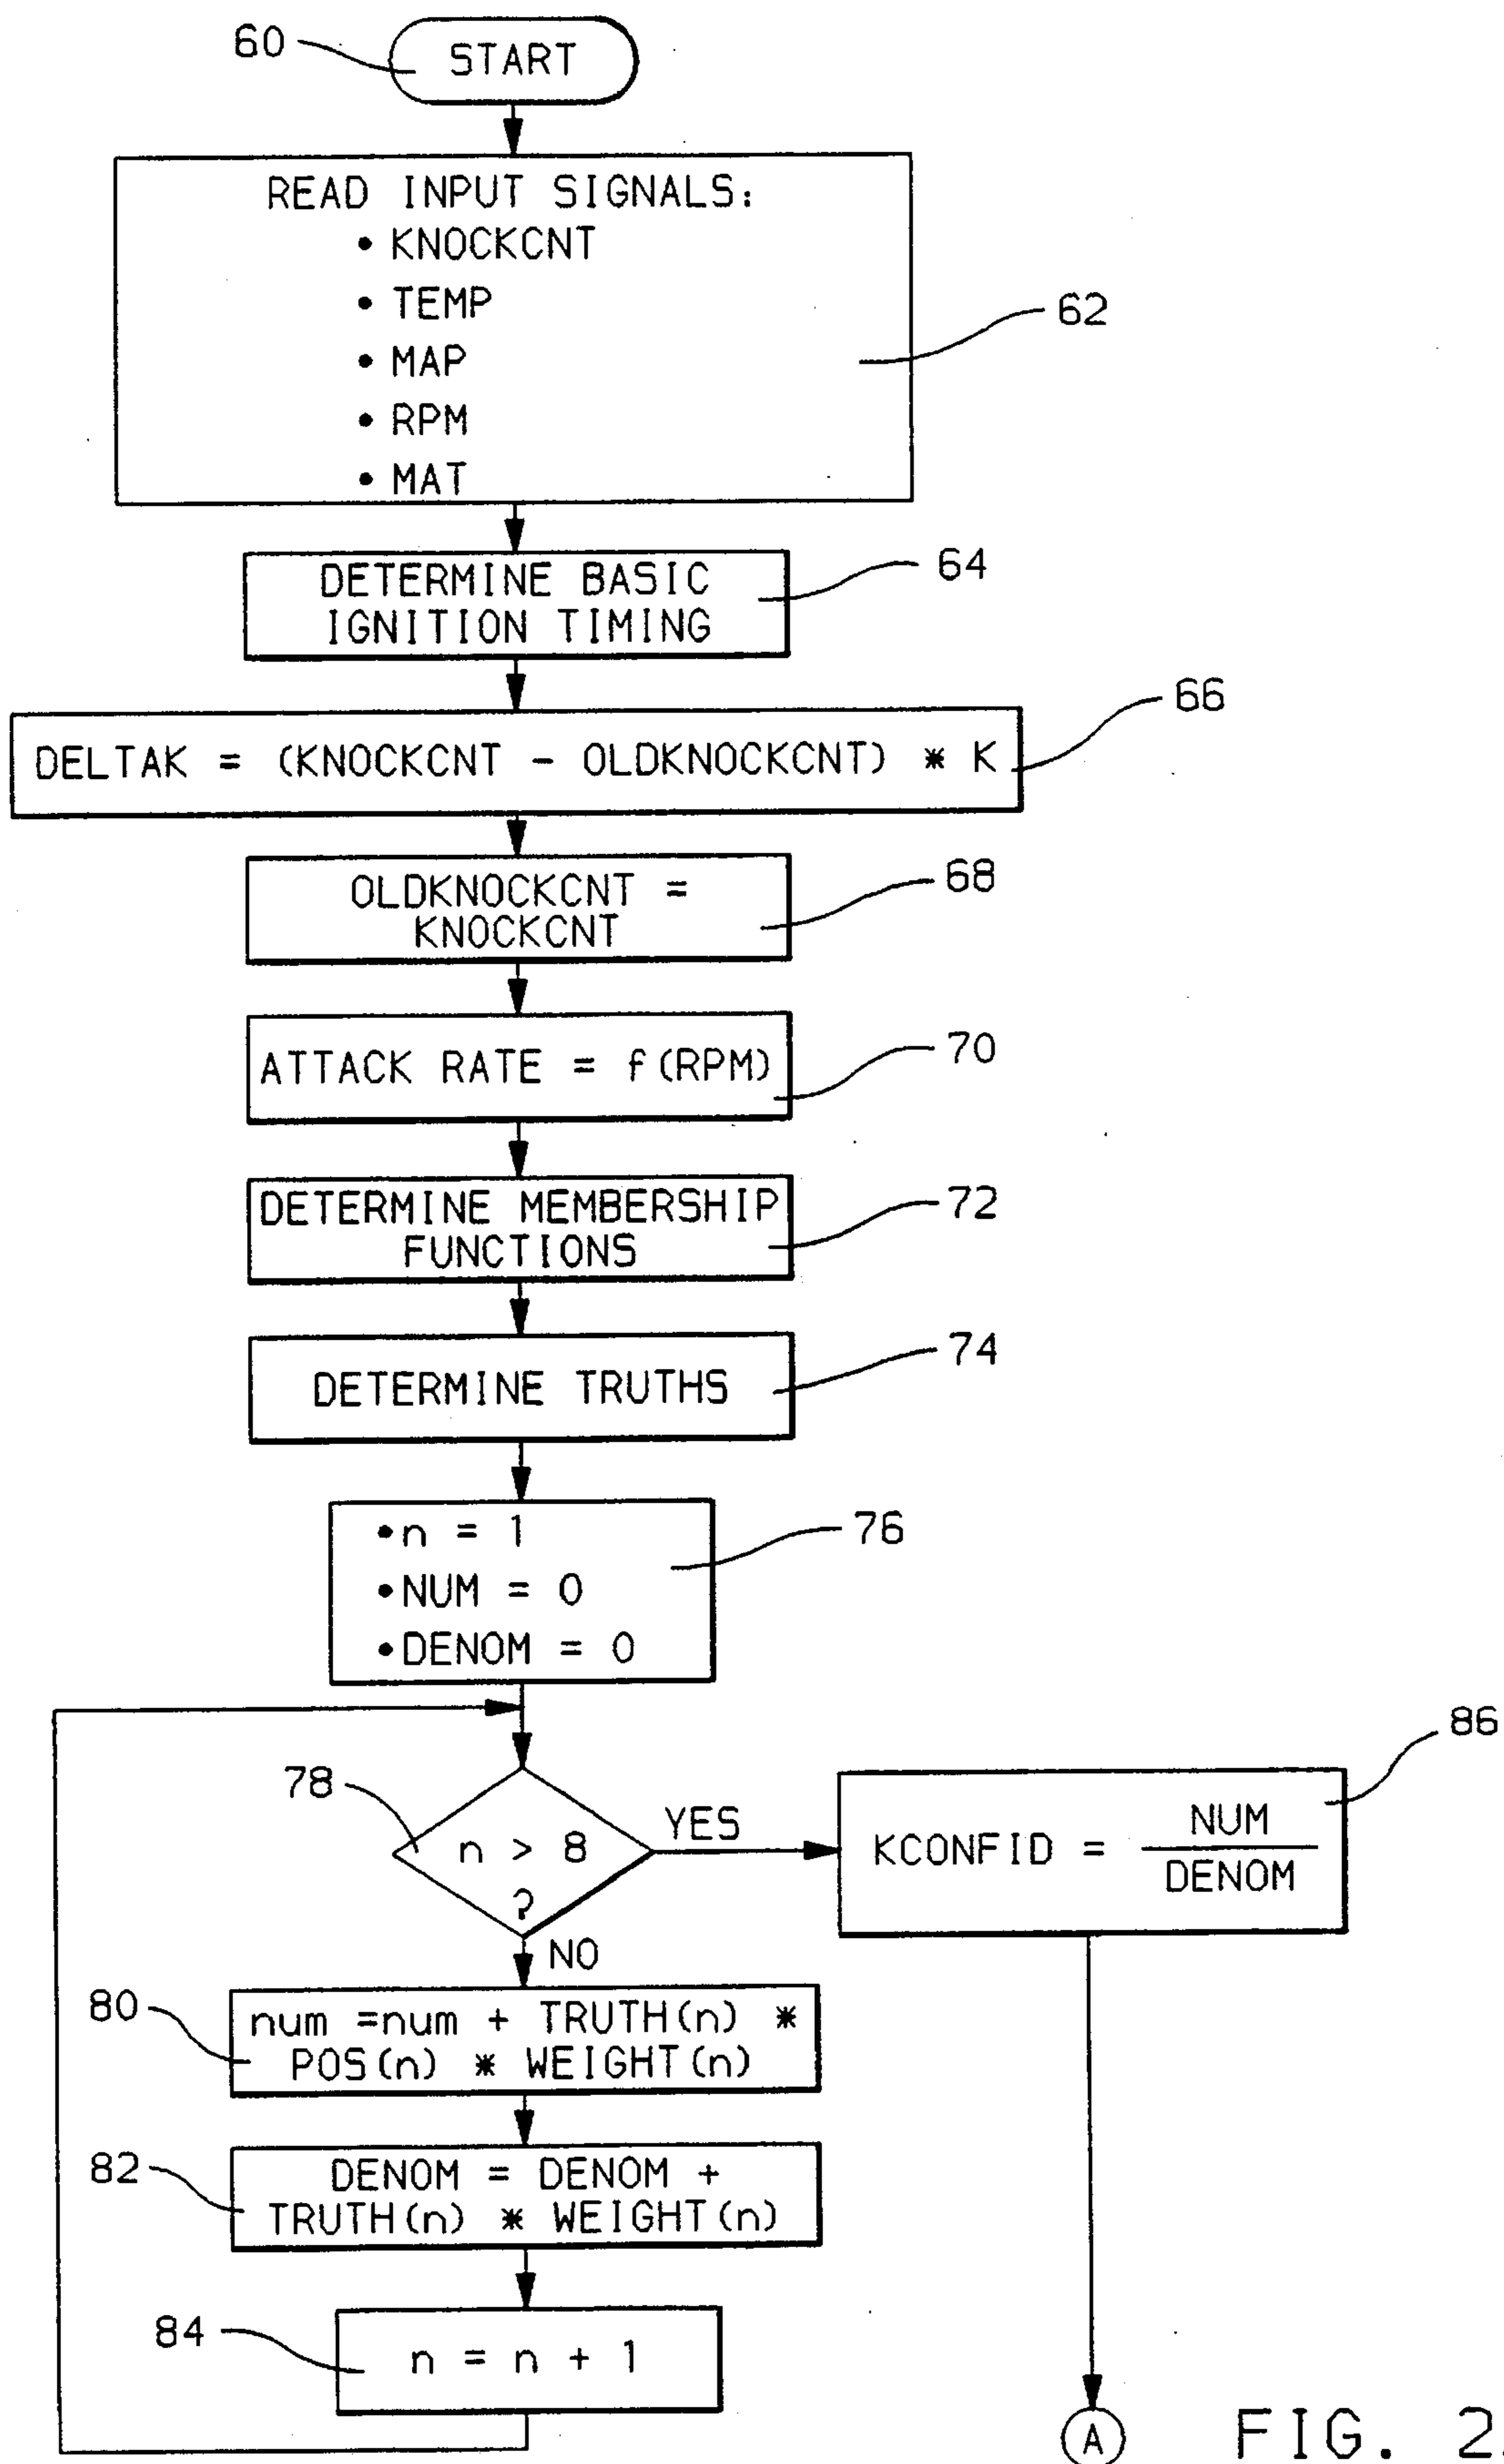 60
START
READ INPUT SIGNALS:
• KNOCKCNT
• TEMP
• MAP
• RPM
• MAT
62
DETERMINE BASIC
IGNITION TIMING
64
66
DELTAK = (KNOCKCNT - OLDKNOCKCNT) * K
OLDKNOCKCNT =
KNOCKCNT
68
ATTACK RATE = f(RPM)
70
DETERMINE MEMBERSHIP
FUNCTIONS
72
DETERMINE TRUTHS
74
•n = 1
•NUM = 0
•DENOM = 0
76
78
n > 8
?
YES
NO
86
KCONFID = NUM
DENOM
80
num =num + TRUTH(n) *
POS(n) * WEIGHT(n)
82
DENOM = DENOM +
TRUTH(n) * WEIGHT(n)
84
n = n + 1
A
FIG. 2.